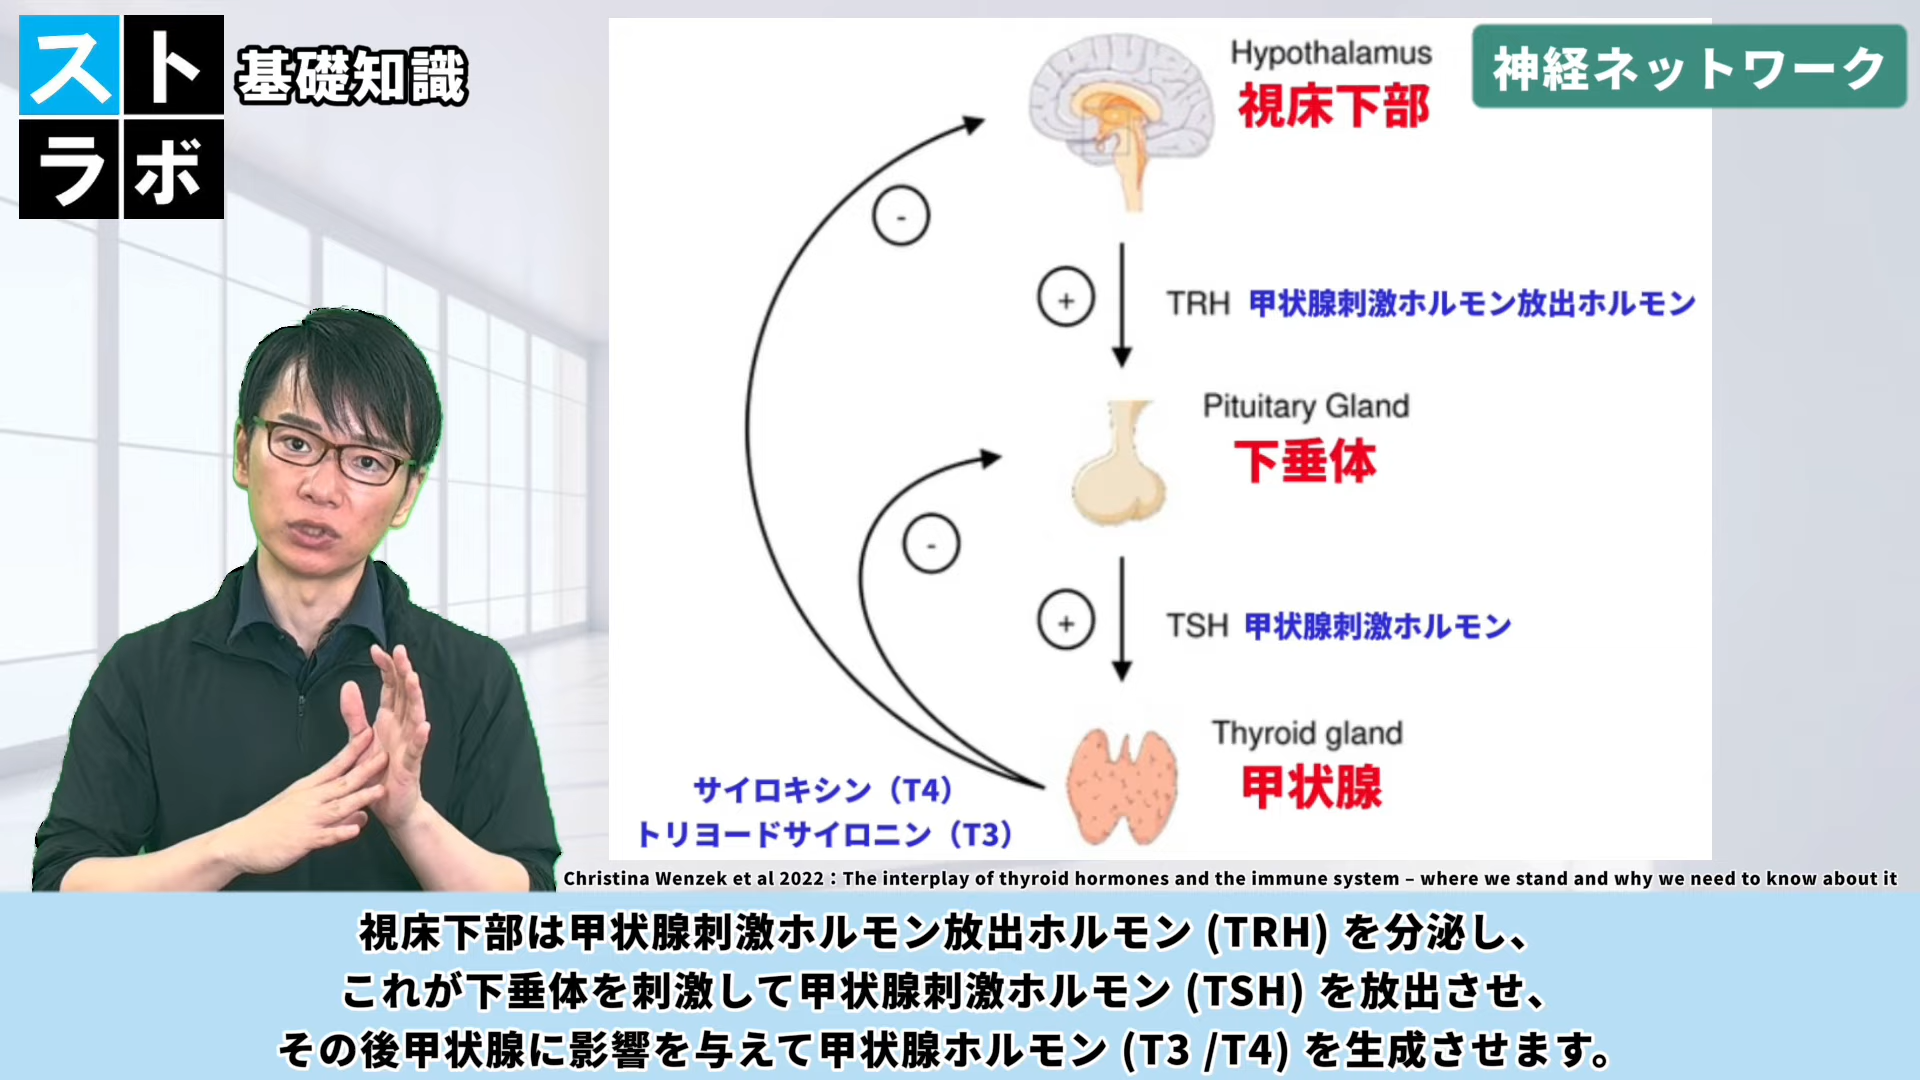 スト
ラボ
基礎知識
神経ネットワーク
Hypothalamus
視床下部
-
+
TRH 甲状腺刺激ホルモン放出ホルモン
Pituitary Gland
下垂体
-
+
TSH 甲状腺刺激ホルモン
Thyroid gland
甲状腺
サイロキシン（T4）
トリヨードサイロニン（T3）
Christina Wenzek et al 2022：The interplay of thyroid hormones and the immune system – where we stand and why we need to know about it
視床下部は甲状腺刺激ホルモン放出ホルモン (TRH) を分泌し、
これが下垂体を刺激して甲状腺刺激ホルモン (TSH) を放出させ、
その後甲状腺に影響を与えて甲状腺ホルモン (T3 /T4) を生成させます。